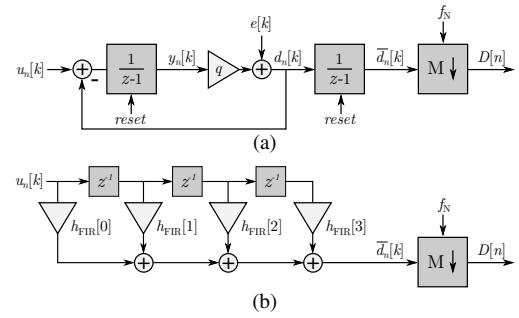 f_N
e[k]
u_n[k] + - 1/z-1 y_n[k] q + d_n[k] 1/z-1 d̅_n[k] M↓ D[n]
reset reset
(a)
u_n[k] z^-1 z^-1 z^-1
f_N
h_FIR[0] h_FIR[1] h_FIR[2] h_FIR[3]
+ + + d̅_n[k] M↓ D[n]
(b)